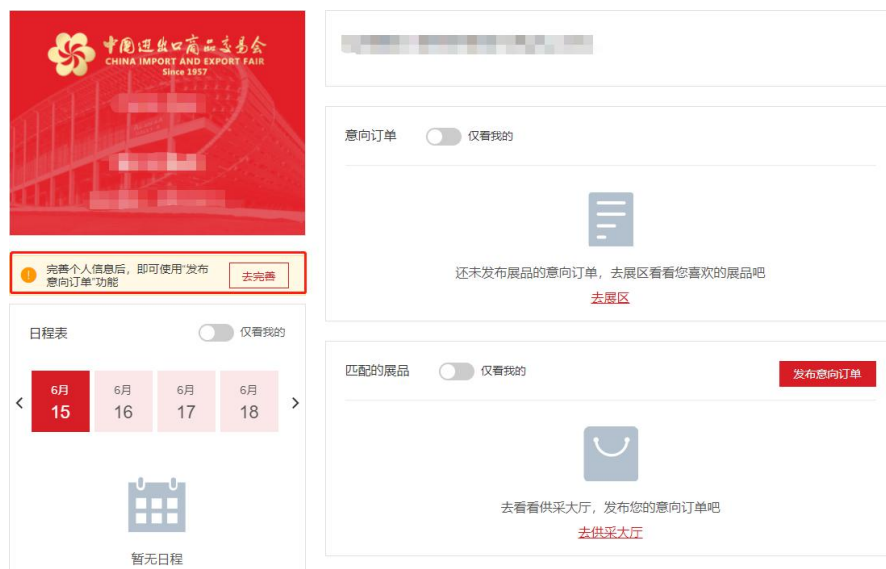 中国进出口商品交易会
CHINA IMPORT AND EXPORT FAIR
Since 1957
完善个人信息后，即可使用"发布
意向订单"功能
去完善
日程表
仅看我的
6月
15
6月
16
6月
17
6月
18
暂无日程
意向订单
仅看我的
还未发布展品的意向订单，去展区看看您喜欢的展品吧
去展区
匹配的展品
仅看我的
发布意向订单
去看看供采大厅，发布您的意向订单吧
去供采大厅